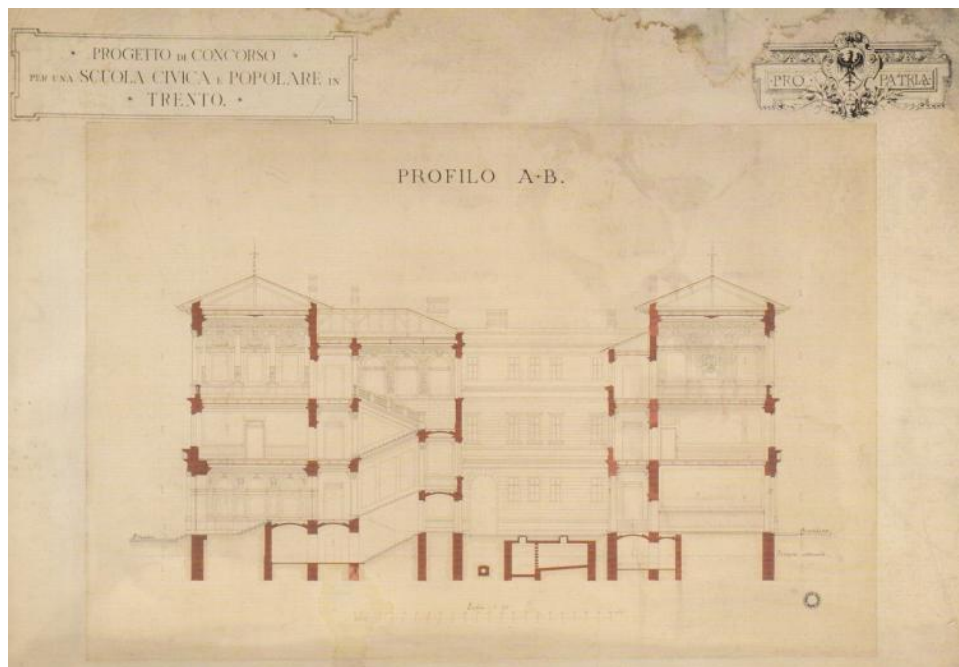 • PROGETTO DI CONCORSO •
PER UNA SCUOLA CIVICA E POPOLARE IN
• TRENTO. •
PRO PATRIA
PROFILO A-B.